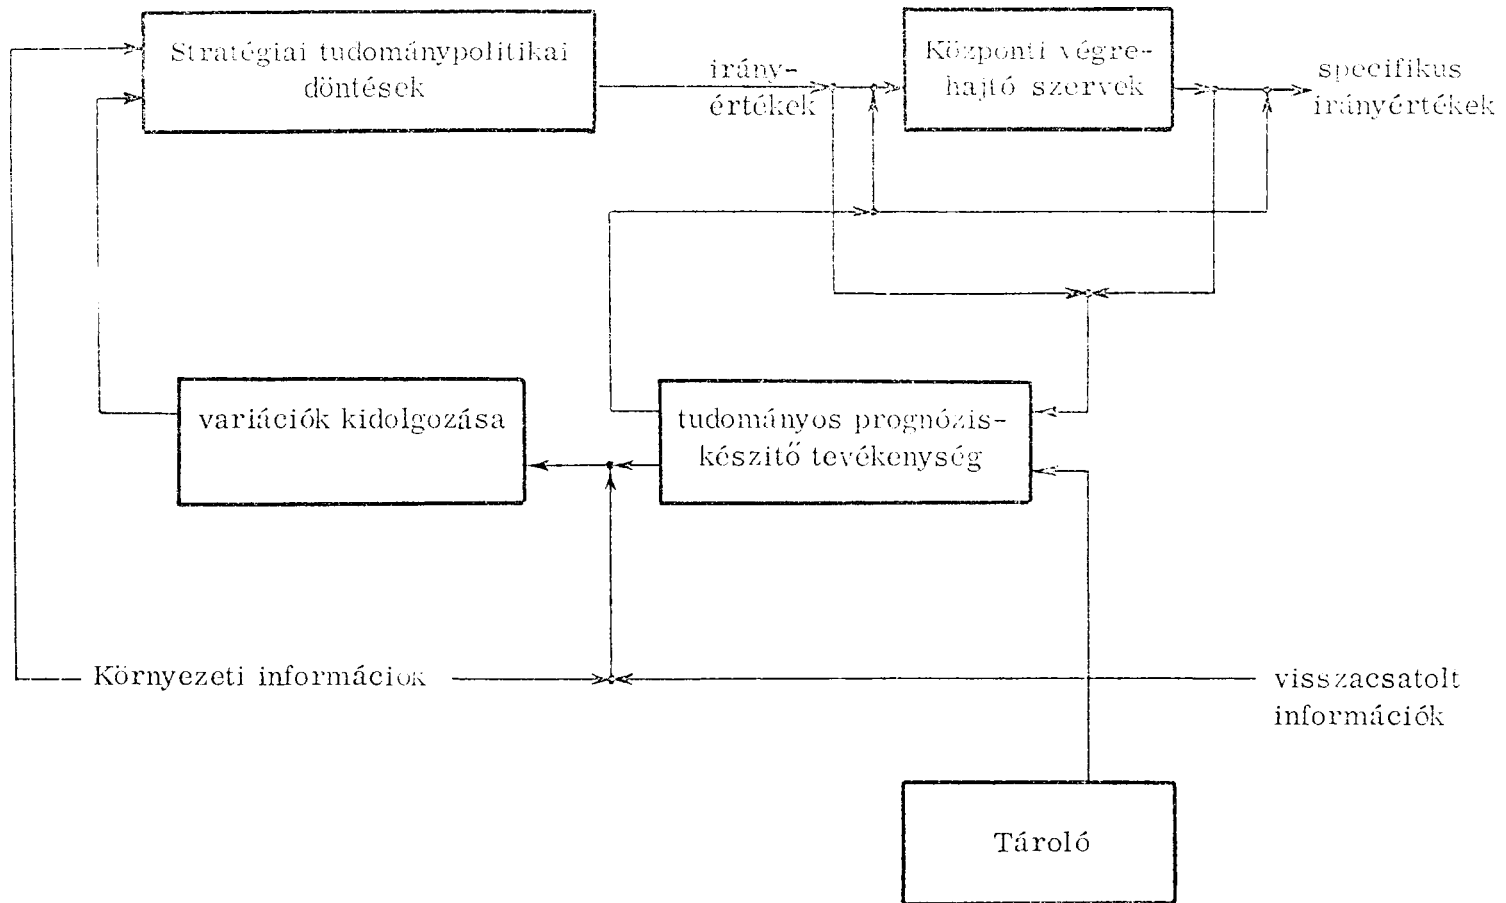 Stratégiai tudománypolitikai
döntések
irány-
értékek
Központi végre-
hajtó szervek
specifikus
irányértékek
variációk kidolgozása
tudományos prognózis-
készitő tevékenység
Környezeti információk
visszacsatolt
információk
Tároló